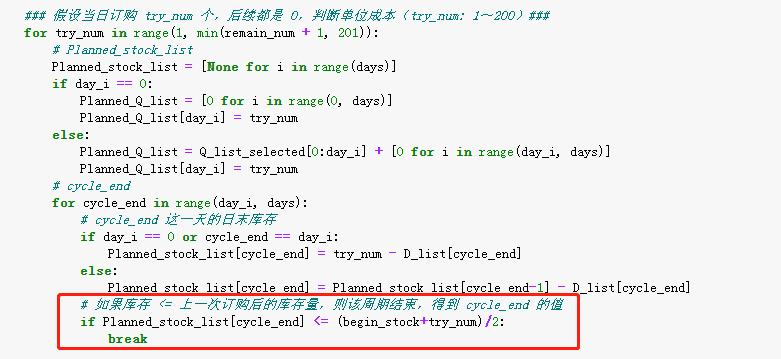 ### 假设当日订购 try_num 个，后续都是 0，判断单位成本（try_num: 1～200）###
for try_num in range(1, min(remain_num + 1, 201)):
# Planned_stock_list
Planned_stock_list = [None for i in range(days)]
if day_i == 0:
Planned_Q_list = [0 for i in range(0, days)]
Planned_Q_list[day_i] = try_num
else:
Planned_Q_list = Q_list_selected[0:day_i] + [0 for i in range(day_i, days)]
Planned_Q_list[day_i] = try_num
# cycle_end
for cycle_end in range(day_i, days):
# cycle_end 这一天的日末库存
if day_i == 0 or cycle_end == day_i:
Planned_stock_list[cycle_end] = try_num - D_list[cycle_end]
else:
Planned_stock_list[cycle_end] = Planned_stock_list[cycle_end-1] - D_list[cycle_end]
# 如果库存 <= 上一次订购后的库存量，则该周期结束，得到 cycle_end 的值
if Planned_stock_list[cycle_end] <= (begin_stock+try_num)/2:
break